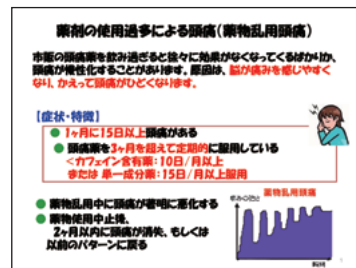 薬剤の使用過多による頭痛（薬物乱用頭痛）
市販の頭痛薬を飲み過ぎると徐々に効果がなくなってくるばかりか、
頭痛が慢性化することがあります。原因は、脳が痛みを感じやすく
なり、かえって頭痛がひどくなります。
【症状・特徴】
● 1ヶ月に15日以上頭痛がある
● 頭痛薬を3ヶ月を超えて定期的に服用している
＜カフェイン含有薬：10日/月以上
または 単一成分薬：15日/月以上服用
● 薬物乱用中に頭痛が著明に悪化する
● 薬物使用中止後、
2ヶ月以内に頭痛が消失、もしくは
以前のパターンに戻る
薬物乱用頭痛
時間